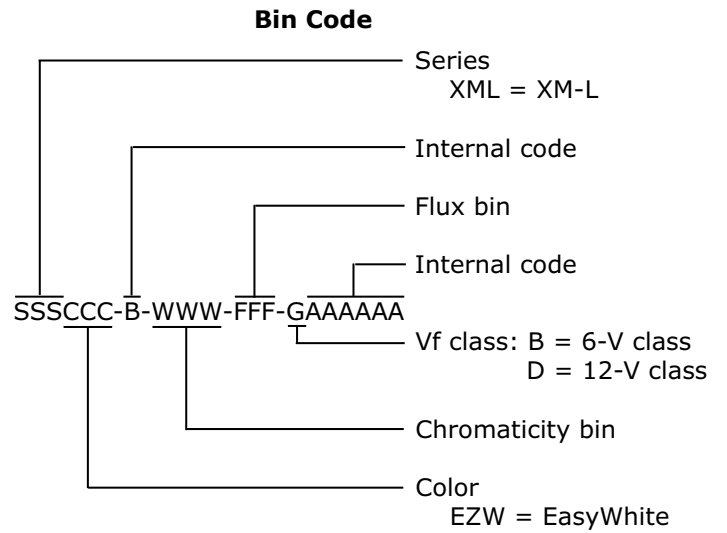 Bin Code
Series
XML = XM-L
Internal code
Flux bin
Internal code
SSSCCC-B-WWW-FFF-GAAAAAA
Vf class: B = 6-V class
D = 12-V class
Chromaticity bin
Color
EZW = EasyWhite